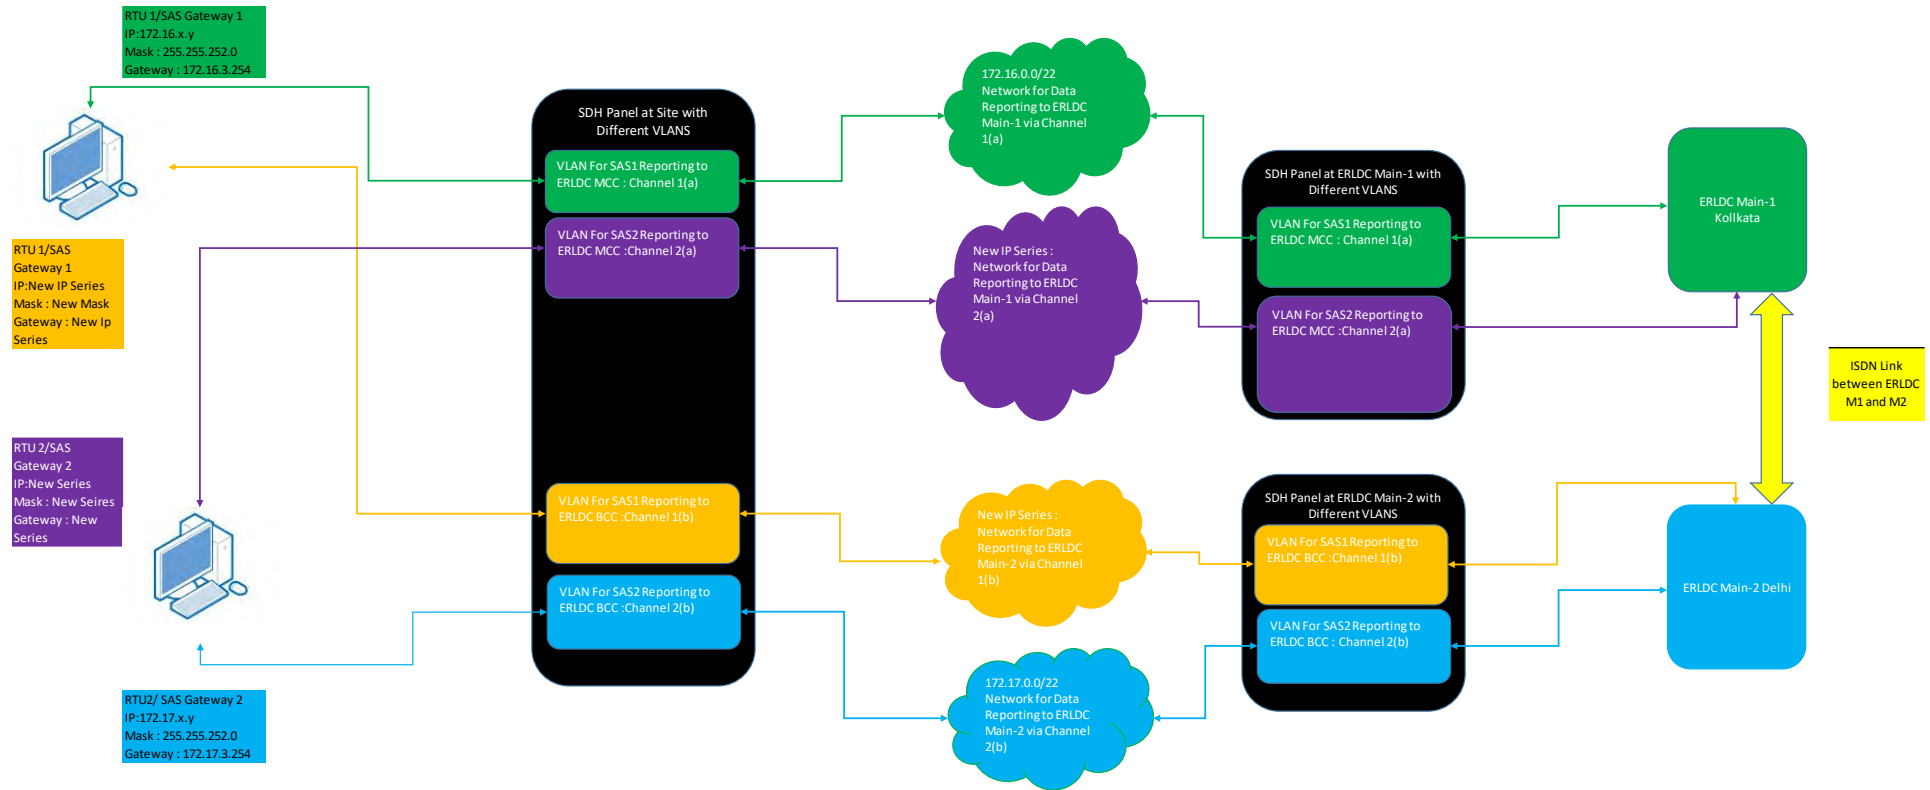 RTU 1/SAS Gateway 1
IP:172.16.x.y
Mask : 255.255.252.0
Gateway : 172.16.3.254
RTU 1/SAS
Gateway 1
IP:New IP Series
Mask : New Mask
Gateway : New Ip
Series
RTU 2/SAS
Gateway 2
IP:New Series
Mask : New Seires
Gateway : New
Series
RTU2/ SAS Gateway 2
IP:172.17.x.y
Mask : 255.255.252.0
Gateway : 172.17.3.254
SDH Panel at Site with
Different VLANS
VLAN For SAS1 Reporting to
ERLDC MCC : Channel 1(a)
VLAN For SAS2 Reporting to
ERLDC MCC :Channel 2(a)
VLAN For SAS1 Reporting to
ERLDC BCC :Channel 1(b)
VLAN For SAS2 Reporting to
ERLDC BCC :Channel 2(b)
172.16.0.0/22
Network for Data
Reporting to ERLDC
Main-1 via Channel
1(a)
New IP Series :
Network for Data
Reporting to ERLDC
Main-1 via Channel
2(a)
New IP Series :
Network for Data
Reporting to ERLDC
Main-2 via Channel
1(b)
172.17.0.0/22
Network for Data
Reporting to ERLDC
Main-2 via Channel
2(b)
SDH Panel at ERLDC Main-1 with
Different VLANS
VLAN For SAS1 Reporting to
ERLDC MCC : Channel 1(a)
VLAN For SAS2 Reporting to
ERLDC MCC :Channel 2(a)
SDH Panel at ERLDC Main-2 with
Different VLANS
VLAN For SAS1 Reporting to
ERLDC BCC :Channel 1(b)
VLAN For SAS2 Reporting to
ERLDC BCC : Channel 2(b)
ERLDC Main-1
Kollkata
ISDN Link
between ERLDC
M1 and M2
ERLDC Main-2 Delhi